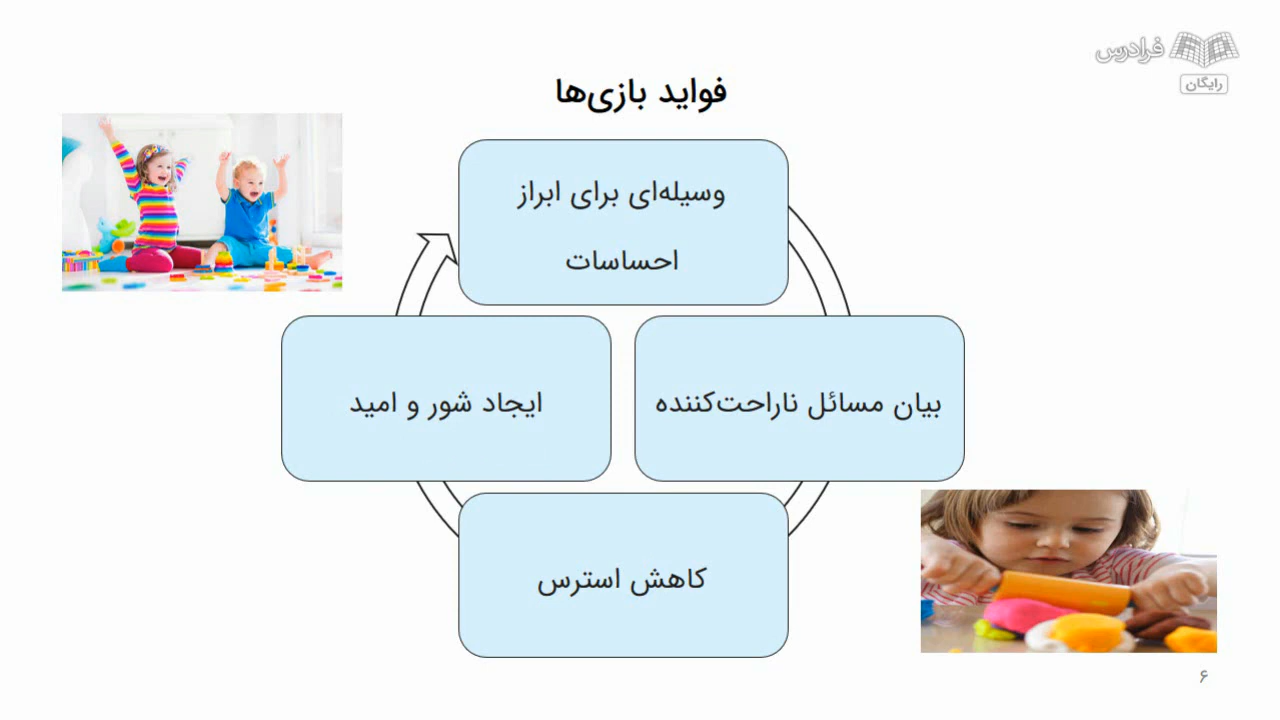 فرادرس
رایگان
فواید بازی‌ها
وسیله‌ای برای ابراز
احساسات
بیان مسائل ناراحت‌کننده
ایجاد شور و امید
کاهش استرس
۶